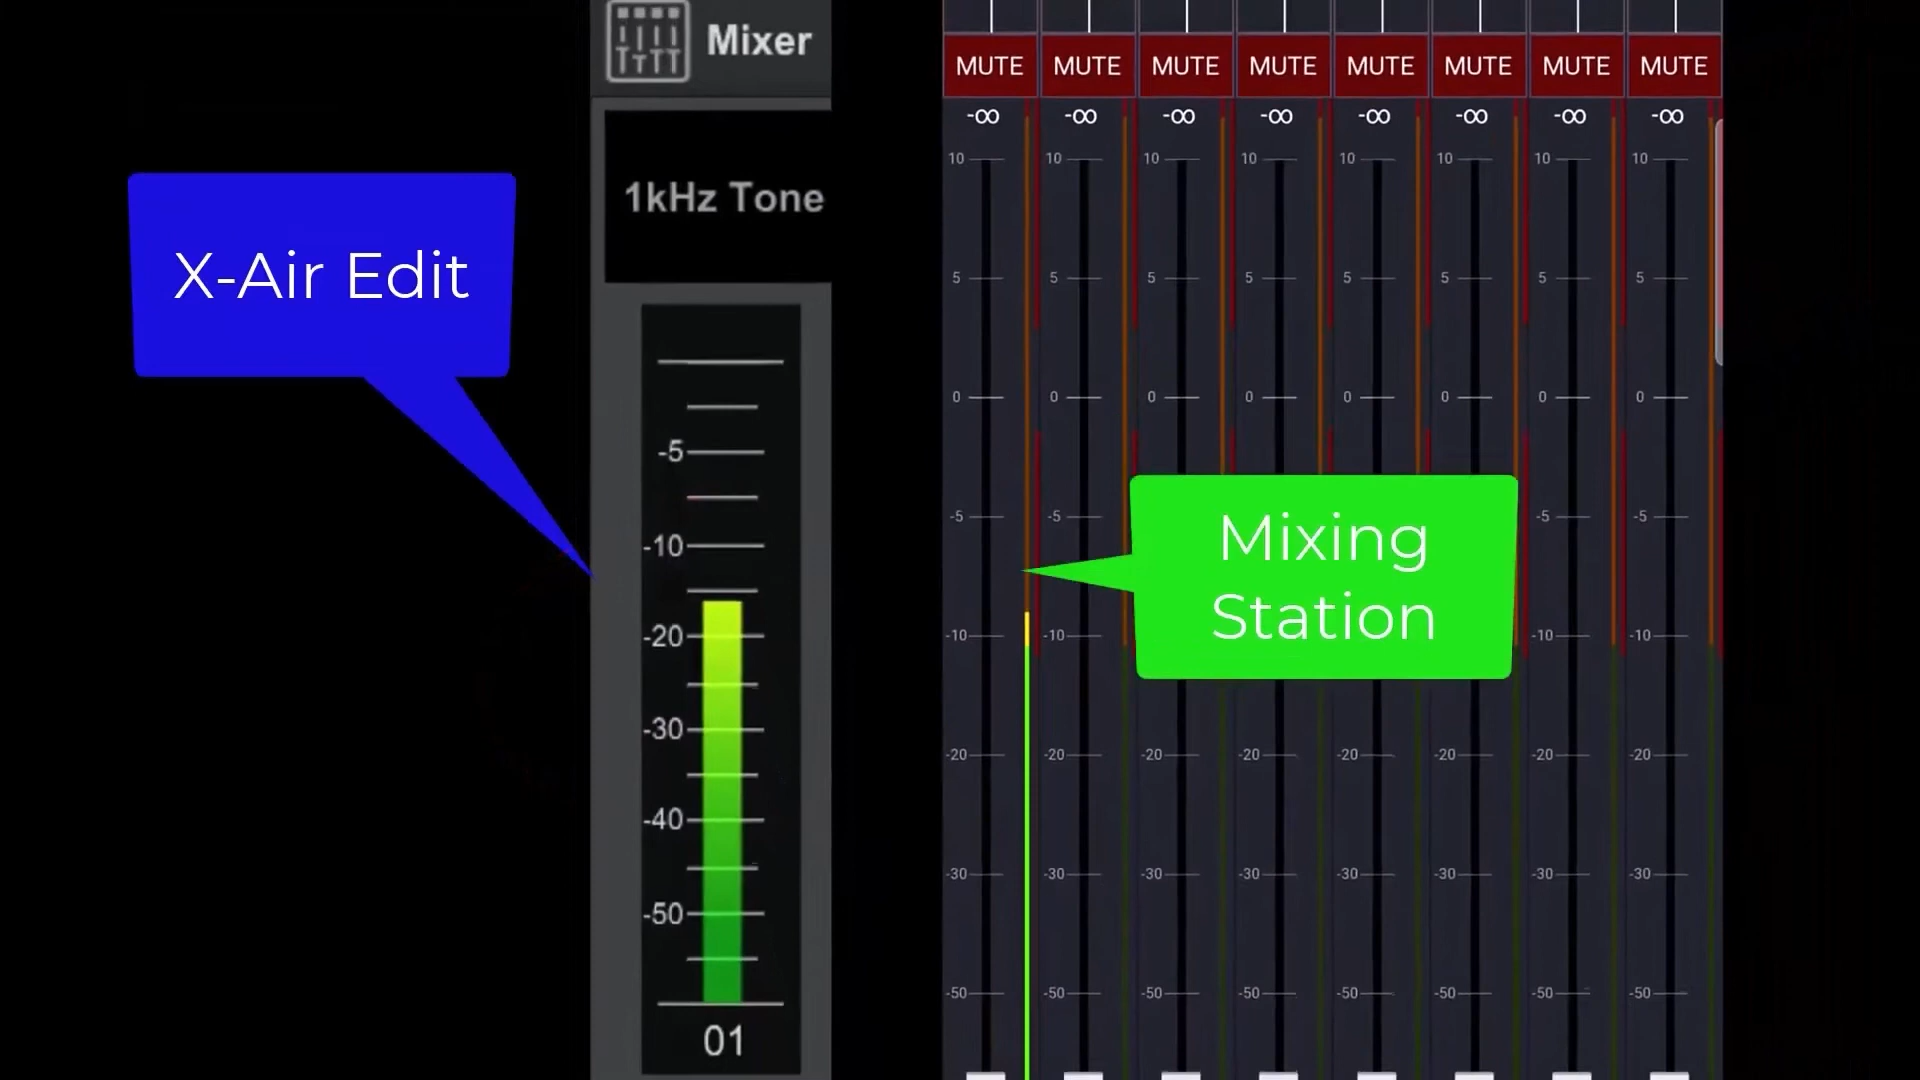 Mixer
1kHz Tone
X-Air Edit
-5
-10
-20
-30
-40
-50
01
MUTE MUTE MUTE MUTE MUTE MUTE MUTE MUTE
-∞ -∞ -∞ -∞ -∞ -∞ -∞ -∞
10 10 10 10 10 10 10 10
5 5 5 5 5 5 5 5
0 0 0 0 0 0 0 0
-5 -5 -5 -5
Mixing
Station
-10 -10 -10 -10
-20 -20 -20 -20 -20 -20 -20 -20
-30 -30 -30 -30 -30 -30 -30 -30
-50 -50 -50 -50 -50 -50 -50 -50